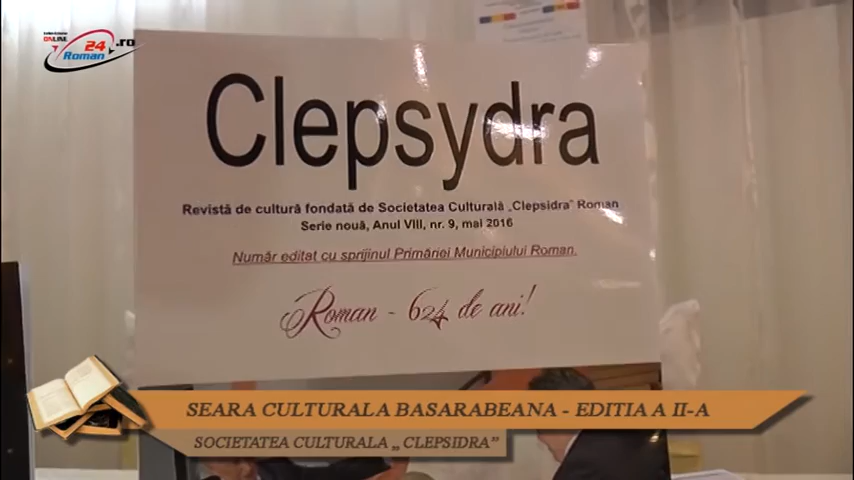 ONLINE
24.ro
Roman
Clepsydra
Revistă de cultură fondată de Societatea Culturală „Clepsidra" Roman
Serie nouă, Anul VIII, nr. 9, mai 2016
Număr editat cu sprijinul Primăriei Municipiului Roman.
Roman - 624 de ani!
SEARA CULTURALA BASARABEANA - EDITIA A II-A
SOCIETATEA CULTURALA „ CLEPSIDRA”